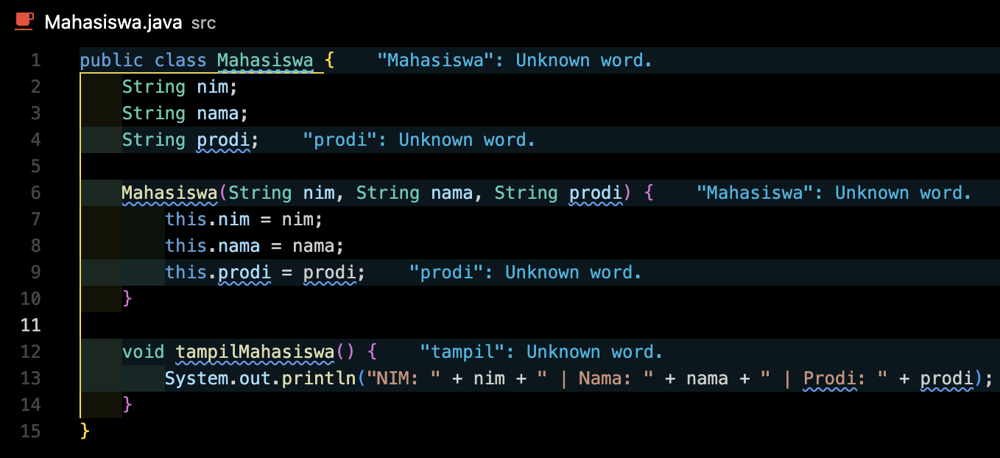 Mahasiswa.java src
1 public class Mahasiswa { "Mahasiswa": Unknown word.
2 String nim;
3 String nama;
4 String prodi; "prodi": Unknown word.
5
6 Mahasiswa(String nim, String nama, String prodi) { "Mahasiswa": Unknown word.
7 this.nim = nim;
8 this.nama = nama;
9 this.prodi = prodi; "prodi": Unknown word.
10 }
11
12 void tampilMahasiswa() { "tampil": Unknown word.
13 System.out.println("NIM: " + nim + " | Nama: " + nama + " | Prodi: " + prodi);
14 }
15 }